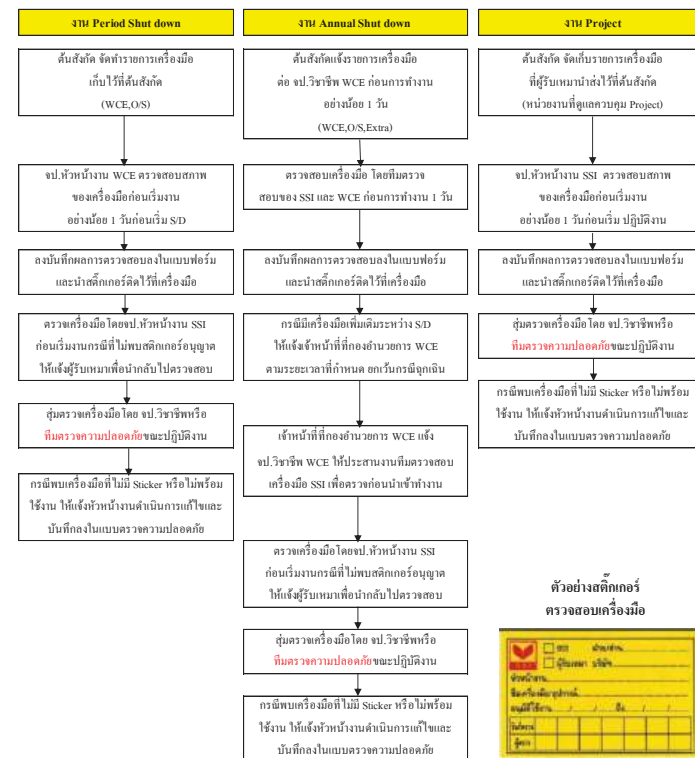 งาน Period Shut down
ต้นสังกัด จัดทำรายการเครื่องมือ
เก็บไว้ที่ต้นสังกัด
(WCE,O/S)
จป.หัวหน้างาน WCE ตรวจสอบสภาพ
ของเครื่องมือก่อนเริ่มงาน
อย่างน้อย 1 วันก่อนเริ่ม S/D
ลงบันทึกผลการตรวจสอบลงในแบบฟอร์ม
และนำสติ๊กเกอร์ติดไว้ที่เครื่องมือ
ตรวจเครื่องมือโดยจป.หัวหน้างาน SSI
ก่อนเริ่มงานกรณีที่ไม่พบสติกเกอร์อนุญาต
ให้แจ้งผู้รับเหมาเพื่อนำกลับไปตรวจสอบ
สุ่มตรวจเครื่องมือโดย จป.วิชาชีพหรือ
ทีมตรวจความปลอดภัยขณะปฏิบัติงาน
กรณีพบเครื่องมือที่ไม่มี Sticker หรือไม่พร้อม
ใช้งาน ให้แจ้งหัวหน้างานดำเนินการแก้ไขและ
บันทึกลงในแบบตรวจความปลอดภัย
งาน Annual Shut down
ต้นสังกัดแจ้งรายการเครื่องมือ
ต่อ จป.วิชาชีพ WCE ก่อนการทำงาน
อย่างน้อย 1 วัน
(WCE,O/S,Extra)
ตรวจสอบเครื่องมือ โดยทีมตรวจ
สอบของ SSI และ WCE ก่อนการทำงาน 1 วัน
ลงบันทึกผลการตรวจสอบลงในแบบฟอร์ม
และนำสติ๊กเกอร์ติดไว้ที่เครื่องมือ
กรณีมีเครื่องมือเพิ่มเติมระหว่าง S/D
ให้แจ้งเจ้าหน้าที่ที่กองอำนวยการ WCE
ตามระยะเวลาที่กำหนด ยกเว้นกรณีฉุกเฉิน
เจ้าหน้าที่ที่กองอำนวยการ WCE แจ้ง
จป.วิชาชีพ WCE ให้ประสานงานทีมตรวจสอบ
เครื่องมือ SSI เพื่อตรวจก่อนนำเข้าทำงาน
ตรวจเครื่องมือโดยจป.หัวหน้างาน SSI
ก่อนเริ่มงานกรณีที่ไม่พบสติกเกอร์อนุญาต
ให้แจ้งผู้รับเหมาเพื่อนำกลับไปตรวจสอบ
สุ่มตรวจเครื่องมือโดย จป.วิชาชีพหรือ
ทีมตรวจความปลอดภัยขณะปฏิบัติงาน
กรณีพบเครื่องมือที่ไม่มี Sticker หรือไม่พร้อม
ใช้งาน ให้แจ้งหัวหน้างานดำเนินการแก้ไขและ
บันทึกลงในแบบตรวจความปลอดภัย
งาน Project
ต้นสังกัด จัดเก็บรายการเครื่องมือ
ที่ผู้รับเหมานำส่งไว้ที่ต้นสังกัด
(หน่วยงานที่ดูแลควบคุม Project)
จป.หัวหน้างาน SSI ตรวจสอบสภาพ
ของเครื่องมือก่อนเริ่มงาน
อย่างน้อย 1 วันก่อนเริ่ม ปฏิบัติงาน
ลงบันทึกผลการตรวจสอบลงในแบบฟอร์ม
และนำสติ๊กเกอร์ติดไว้ที่เครื่องมือ
สุ่มตรวจเครื่องมือโดย จป.วิชาชีพหรือ
ทีมตรวจความปลอดภัยขณะปฏิบัติงาน
กรณีพบเครื่องมือที่ไม่มี Sticker หรือไม่พร้อม
ใช้งาน ให้แจ้งหัวหน้างานดำเนินการแก้ไขและ
บันทึกลงในแบบตรวจความปลอดภัย
ตัวอย่างสติ๊กเกอร์
ตรวจสอบเครื่องมือ
ผู้รับเหมา บริษัท
หัวหน้างาน
ชื่อเครื่องมือ/อุปกรณ์
อนุมัติใช้งาน / / ถึง / /
วันที่ตรวจ
ผู้ตรวจ